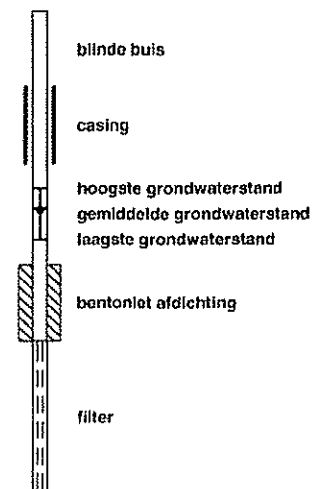 blinde buis
casing
hoogste grondwaterstand
gemiddelde grondwaterstand
laagste grondwaterstand
bentoniet afdichting
filter